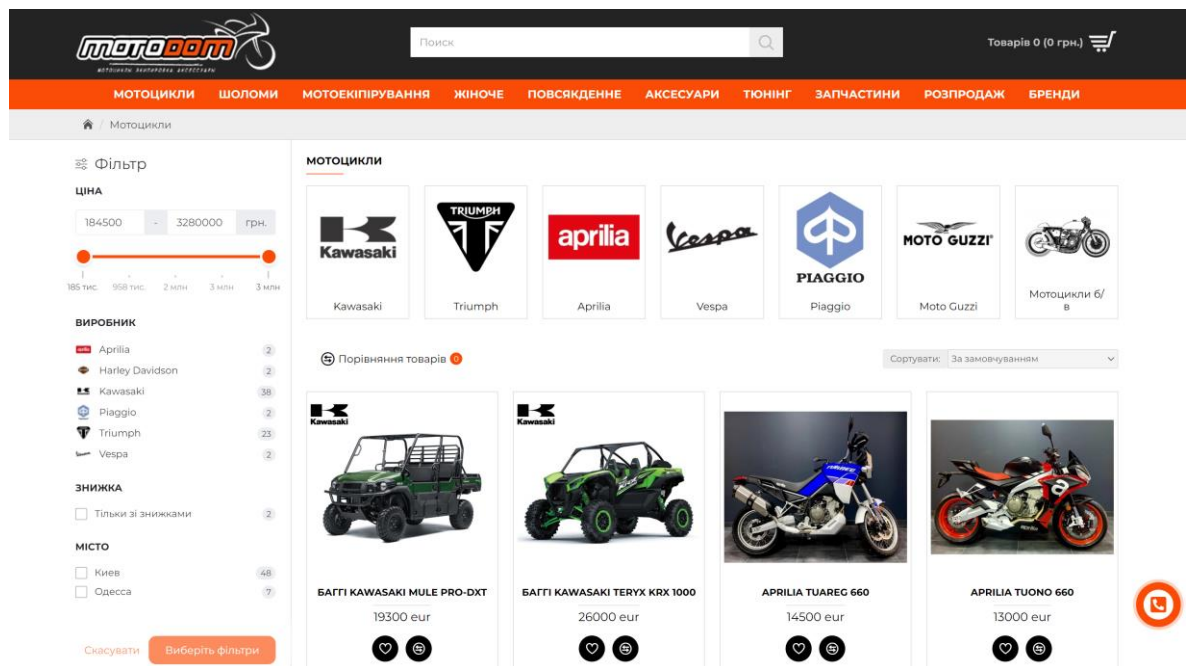 MOTODOM
МОТОЦИКЛЫ ЭКИПИРОВКА АКСЕССУАРЫ
Поиск
Товарів 0 (0 грн.)
МОТОЦИКЛИ ШОЛОМИ МОТОЕКІПІРУВАННЯ ЖІНОЧЕ ПОВСЯКДЕННЕ АКСЕСУАРИ ТЮНІНГ ЗАПЧАСТИНИ РОЗПРОДАЖ БРЕНДИ
/ Мотоцикли
Фільтр
ЦІНА
184500 - 3280000 грн.
185 тис. 958 тис. 2 млн 3 млн 3 млн
ВИРОБНИК
aprilia Aprilia 2
Harley Davidson 2
Kawasaki 38
Piaggio 2
Triumph 23
Vespa 2
ЗНИЖКА
Тільки зі знижками 2
МІСТО
Киев 48
Одесса 7
Скасувати Виберіть фільтри
МОТОЦИКЛИ
Kawasaki
Kawasaki
TRIUMPH
Triumph
aprilia
Aprilia
Vespa
Vespa
PIAGGIO
Piaggio
MOTO GUZZI
Moto Guzzi
Мотоцикли б/
в
Порівняння товарів 0
Сортувати: За замовчуванням
Kawasaki
БАГГІ KAWASAKI MULE PRO-DXT
19300 eur
Kawasaki
БАГГІ KAWASAKI TERYX KRX 1000
26000 eur
APRILIA TUAREG 660
14500 eur
APRILIA TUONO 660
13000 eur